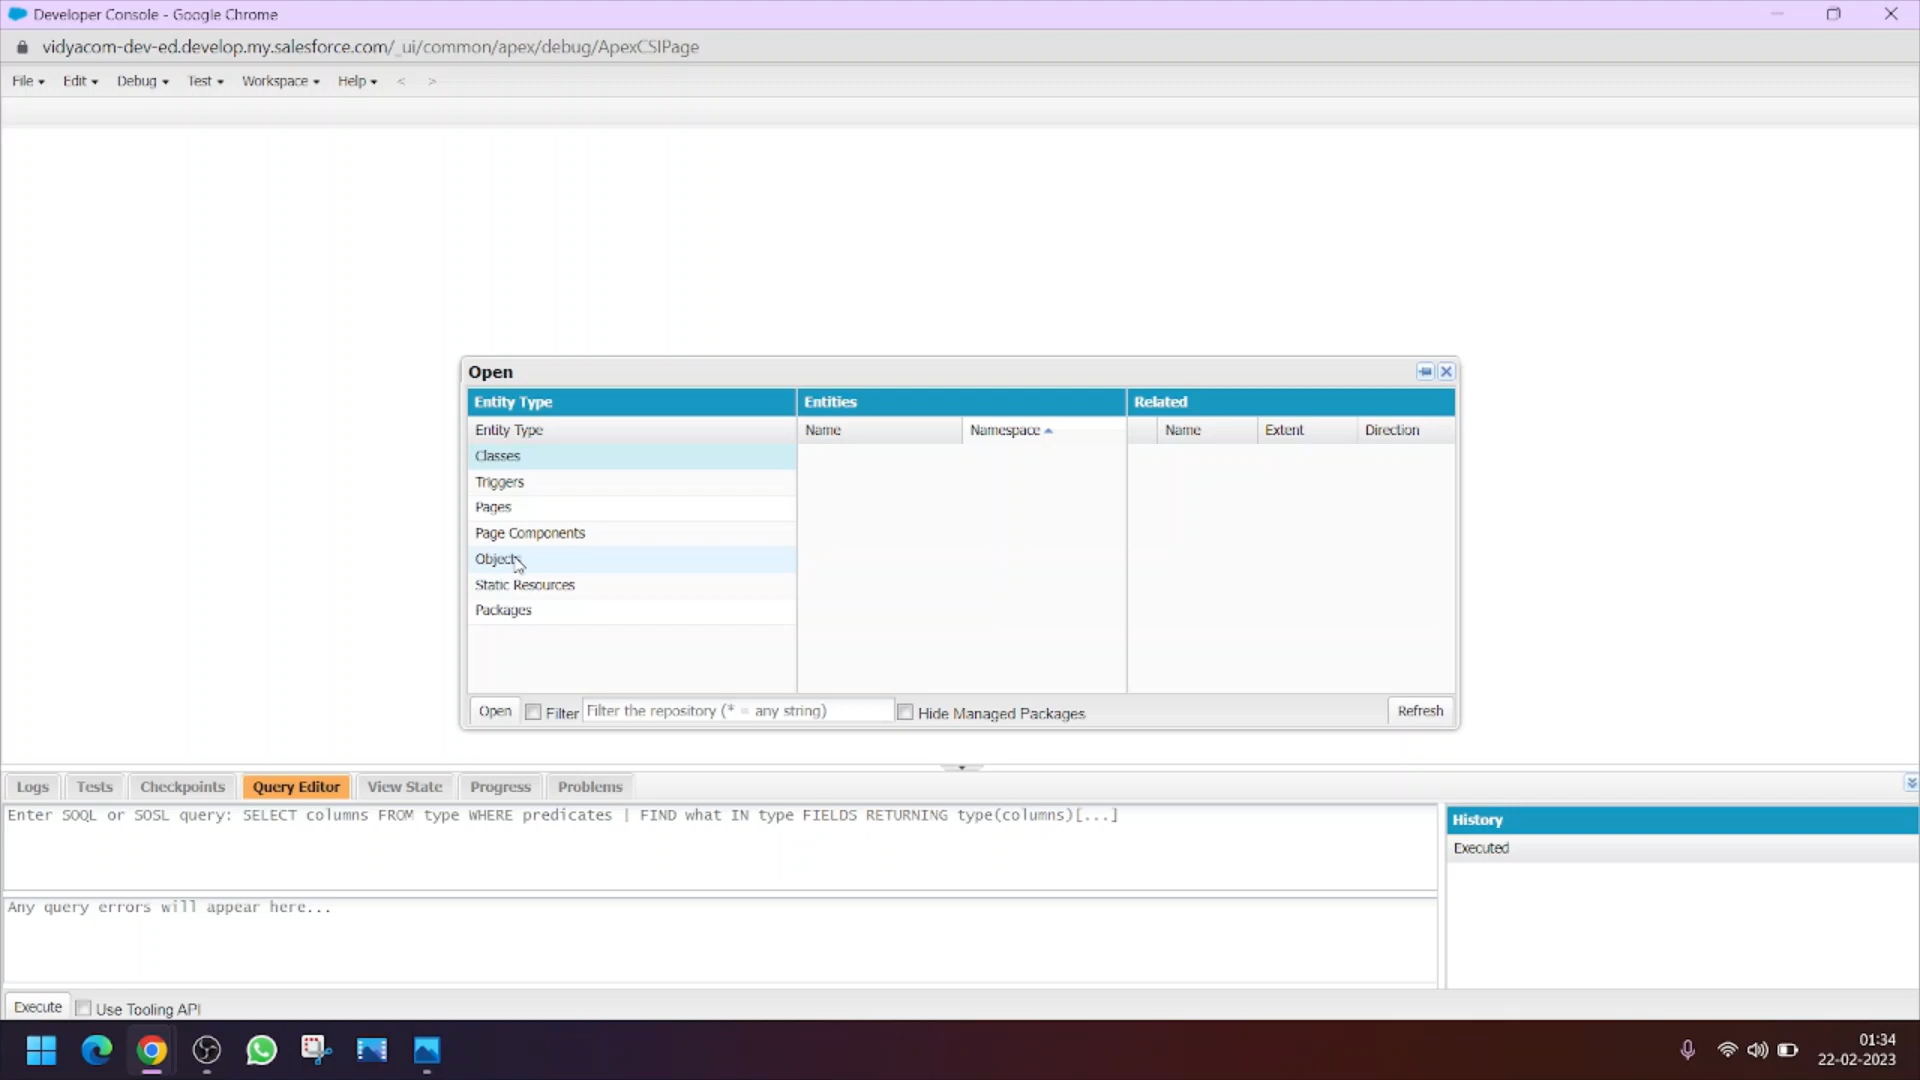 Developer Console - Google Chrome
vidyacom-dev-ed.develop.my.salesforce.com/_ui/common/apex/debug/ApexCSIPage
File Edit Debug Test Workspace Help < >
Open
Entity Type Entities Related
Entity Type Name Namespace Name Extent Direction
Classes
Triggers
Pages
Page Components
Objects
Static Resources
Packages
Open Filter Filter the repository (* = any string) Hide Managed Packages Refresh
Logs Tests Checkpoints Query Editor View State Progress Problems
Enter SOQL or SOSL query: SELECT columns FROM type WHERE predicates | FIND what IN type FIELDS RETURNING type(columns)[...]
History
Executed
Any query errors will appear here...
Execute Use Tooling API
01:34
22-02-2023